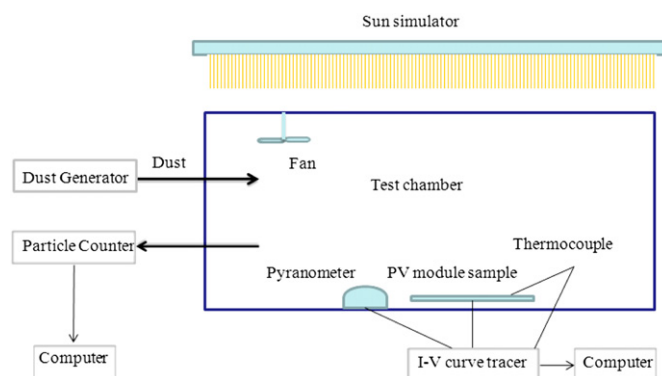 Sun simulator
Dust
Fan
Dust Generator
Test chamber
Particle Counter
Thermocouple
Pyranometer
PV module sample
Computer
I-V curve tracer
Computer